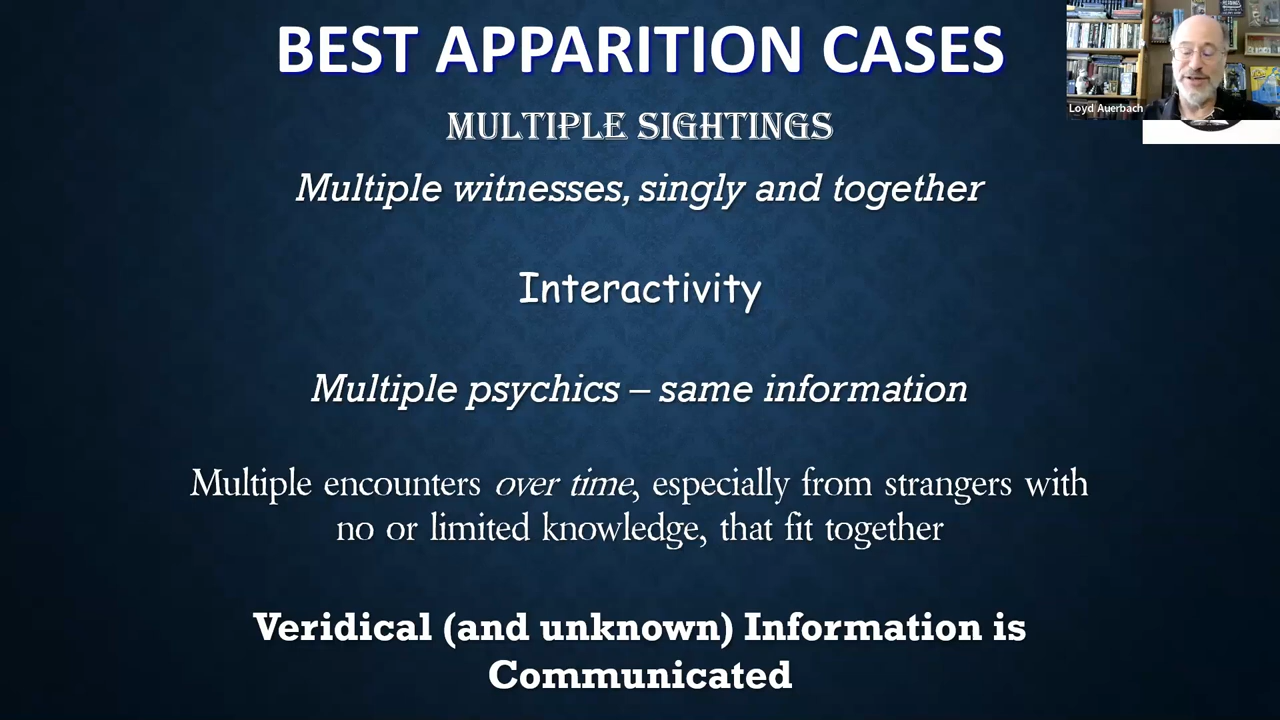 BEST APPARITION CASES
Loyd Auerbach
MULTIPLE SIGHTINGS
Multiple witnesses, singly and together
Interactivity
Multiple psychics – same information
Multiple encounters over time, especially from strangers with
no or limited knowledge, that fit together
Veridical (and unknown) Information is
Communicated